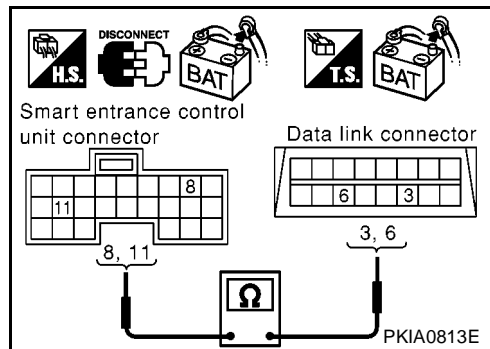 DISCONNECT
H.S.
BAT
T.S.
BAT
Smart entrance control
unit connector
Data link connector
8
11
6
3
8, 11
3, 6
Ω
PKIA0813E